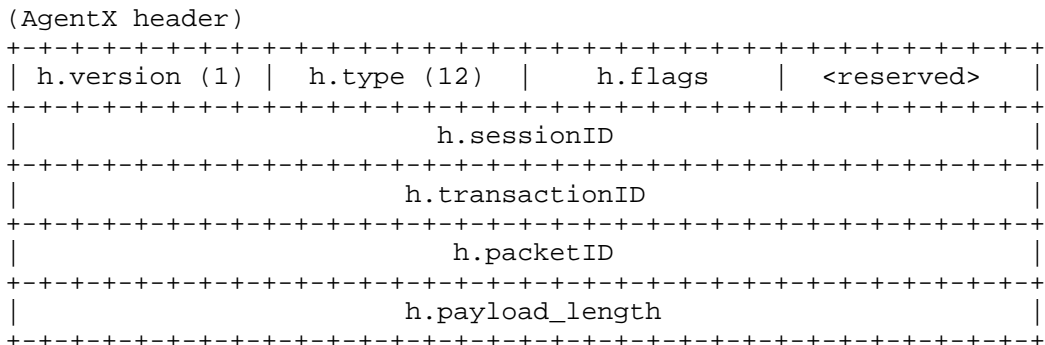 (AgentX header)
+-+-+-+-+-+-+-+-+-+-+-+-+-+-+-+-+-+-+-+-+-+-+-+-+-+-+-+-+-+-+-+-+
| h.version (1) |  h.type (12)  |    h.flags    |  <reserved>   |
+-+-+-+-+-+-+-+-+-+-+-+-+-+-+-+-+-+-+-+-+-+-+-+-+-+-+-+-+-+-+-+-+
|                          h.sessionID                          |
+-+-+-+-+-+-+-+-+-+-+-+-+-+-+-+-+-+-+-+-+-+-+-+-+-+-+-+-+-+-+-+-+
|                        h.transactionID                        |
+-+-+-+-+-+-+-+-+-+-+-+-+-+-+-+-+-+-+-+-+-+-+-+-+-+-+-+-+-+-+-+-+
|                           h.packetID                          |
+-+-+-+-+-+-+-+-+-+-+-+-+-+-+-+-+-+-+-+-+-+-+-+-+-+-+-+-+-+-+-+-+
|                        h.payload_length                       |
+-+-+-+-+-+-+-+-+-+-+-+-+-+-+-+-+-+-+-+-+-+-+-+-+-+-+-+-+-+-+-+-+